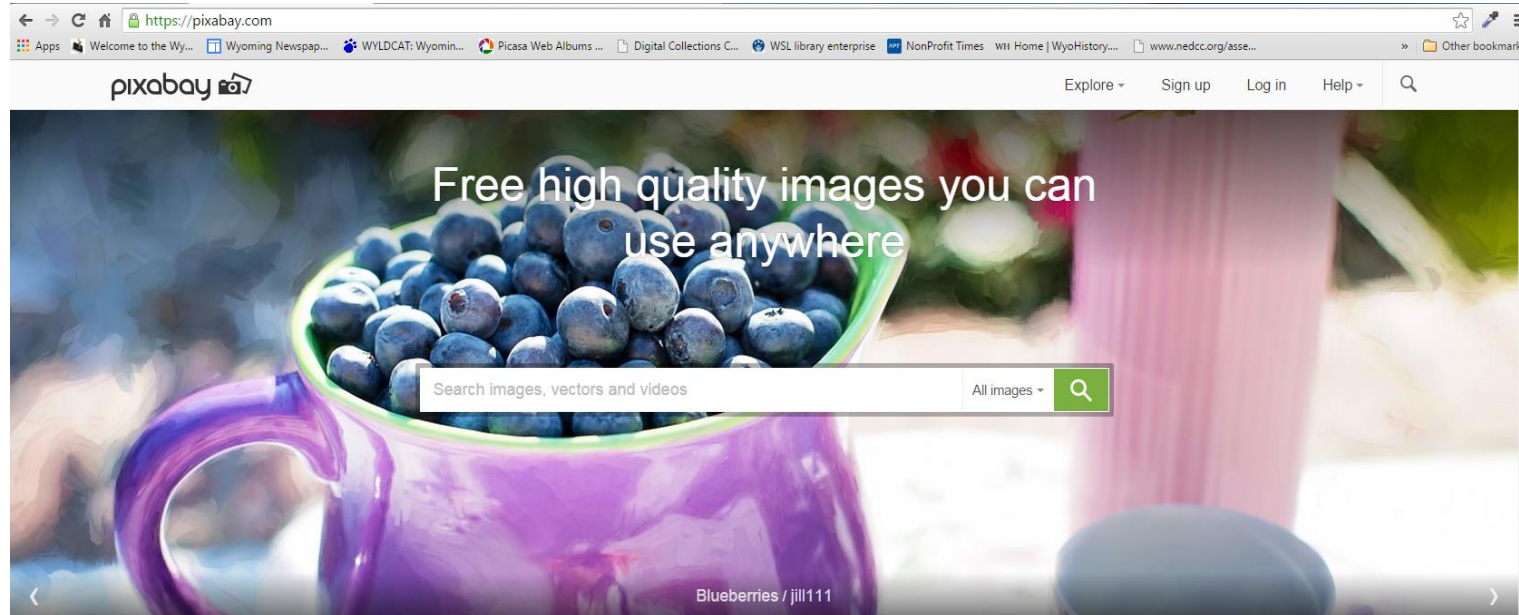 https://pixabay.com
Apps Welcome to the Wy... Wyoming Newspap... WYLDCAT: Wyomin... Picasa Web Albums ... Digital Collections C... WSL library enterprise NonProfit Times WH Home | WyoHistory.... www.nedcc.org/asse... » Other bookmark
pixabay Explore Sign up Log in Help
Free high quality images you can
use anywhere
Search images, vectors and videos All images
Blueberries / jill111